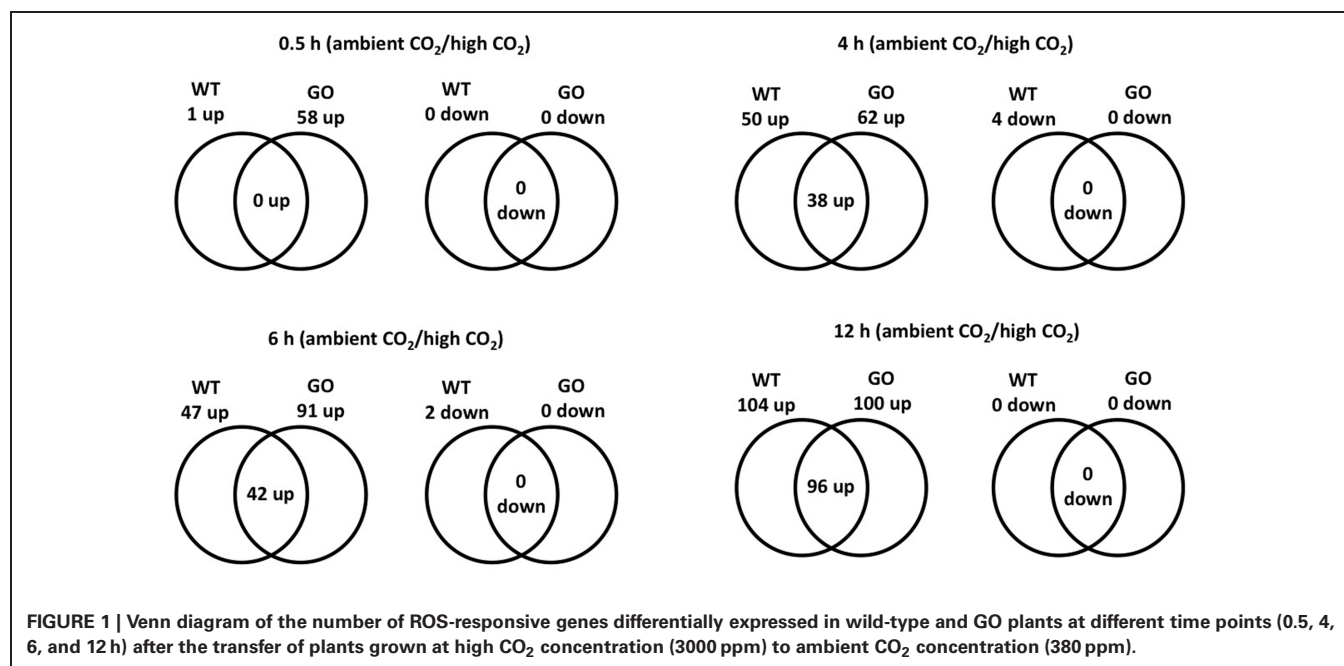 0.5 h (ambient CO₂/high CO₂)
WT
1 up
GO
58 up
0 up
WT
0 down
GO
0 down
0
down
4 h (ambient CO₂/high CO₂)
WT
50 up
GO
62 up
38 up
WT
4 down
GO
0 down
0
down
6 h (ambient CO₂/high CO₂)
WT
47 up
GO
91 up
42 up
WT
2 down
GO
0 down
0
down
12 h (ambient CO₂/high CO₂)
WT
104 up
GO
100 up
96 up
WT
0 down
GO
0 down
0
down
FIGURE 1 | Venn diagram of the number of ROS-responsive genes differentially expressed in wild-type and GO plants at different time points (0.5, 4,
6, and 12 h) after the transfer of plants grown at high CO₂ concentration (3000 ppm) to ambient CO₂ concentration (380 ppm).